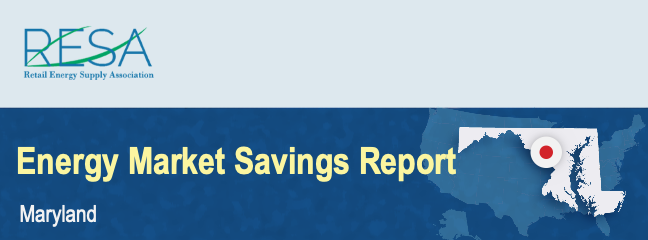 RESA
Retail Energy Supply Association
Energy Market Savings Report
Maryland